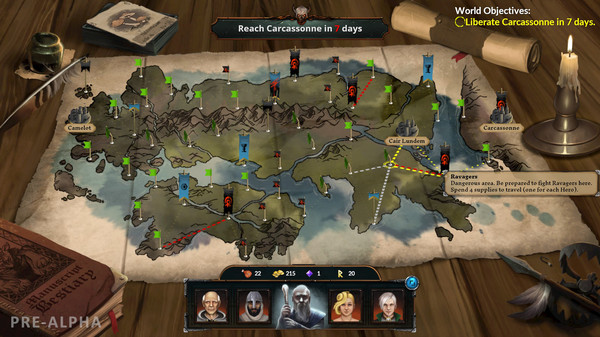 World Objectives:
Liberate Carcassonne in 7 days.
Reach Carcassonne in 7 days
Camelot
Carcassonne
Cair Lundem
Ravagers
Dangerous area. Be prepared to fight Ravagers here.
Spend 4 supplies to travel (one for each Hero).
22 215 1 20
Bestiary
PRE-ALPHA